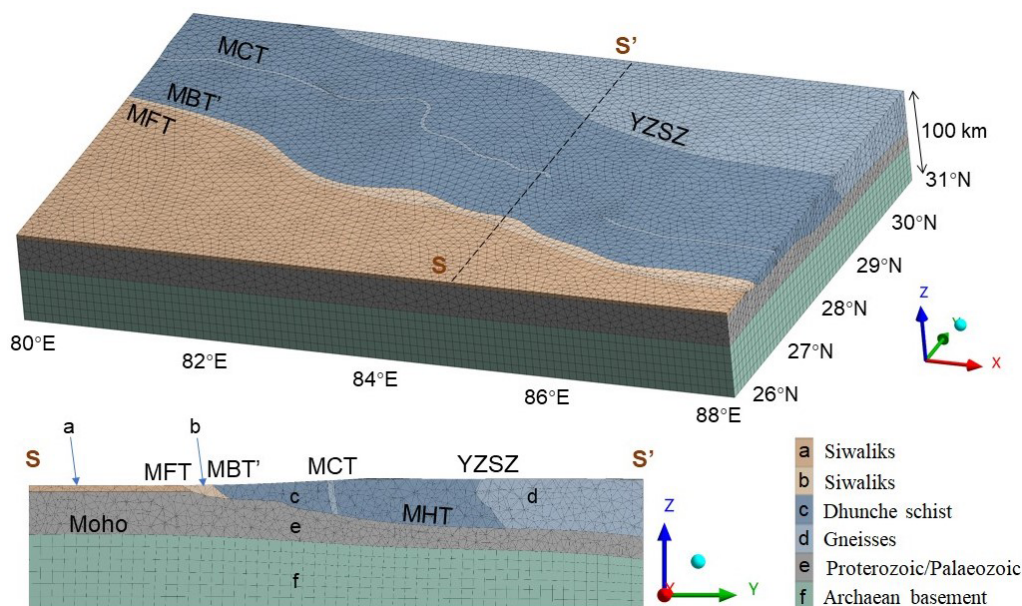 S'
MCT
MBT'
MFT
YZSZ
100 km
S
31°N
30°N
29°N
28°N
27°N
26°N
80°E
82°E
84°E
86°E
88°E
Z
Y
X
a
b
S
MFT
MBT'
MCT
YZSZ
S'
c
d
Moho
MHT
e
f
Z
Y
a Siwaliks
b Siwaliks
c Dhunche schist
d Gneisses
e Proterozoic/Palaeozoic
f Archaean basement